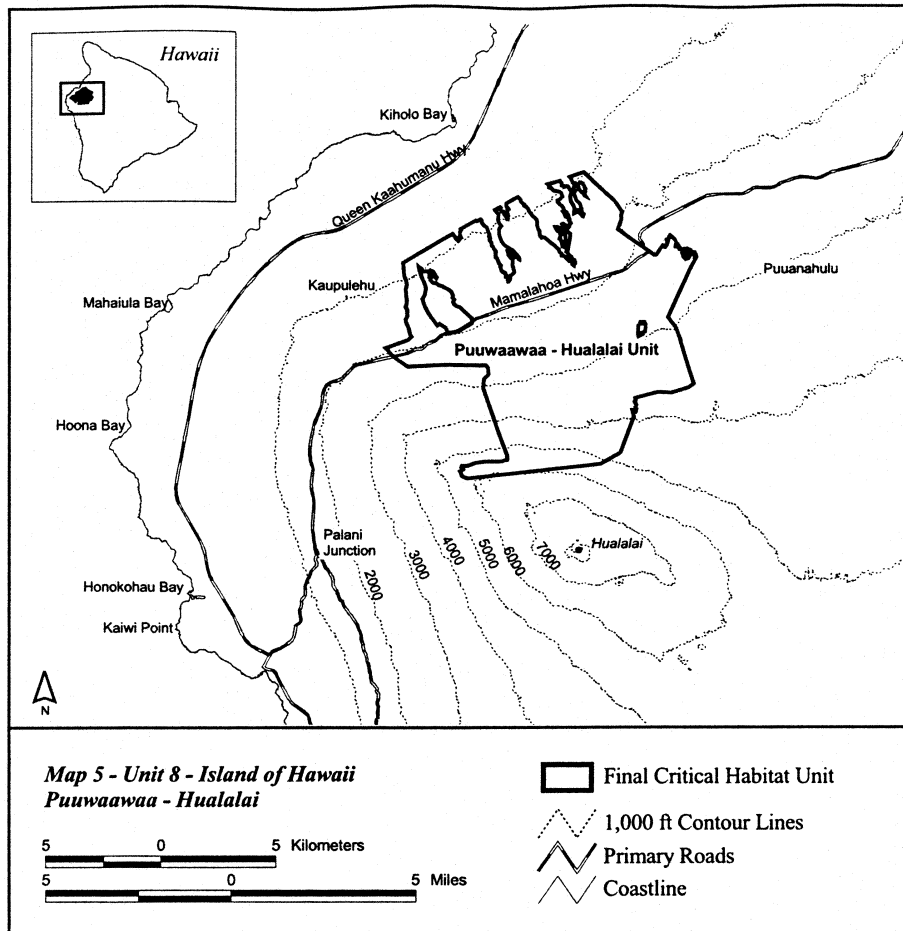 Hawaii
Kiholo Bay
Queen Kaahumanu Hwy
Kaupulehu
Mamalahoa Hwy
Puuanahulu
Mahaiula Bay
Puuwaawaa - Hualalai Unit
Hoona Bay
Palani
Junction
2000
3000
4000
5000
6000
7000
Hualalai
Honokohau Bay
Kaiwi Point
N
Map 5 - Unit 8 - Island of Hawaii
Puuwaawaa - Hualalai
5 0 5 Kilometers
5 0 5 Miles
Final Critical Habitat Unit
1,000 ft Contour Lines
Primary Roads
Coastline